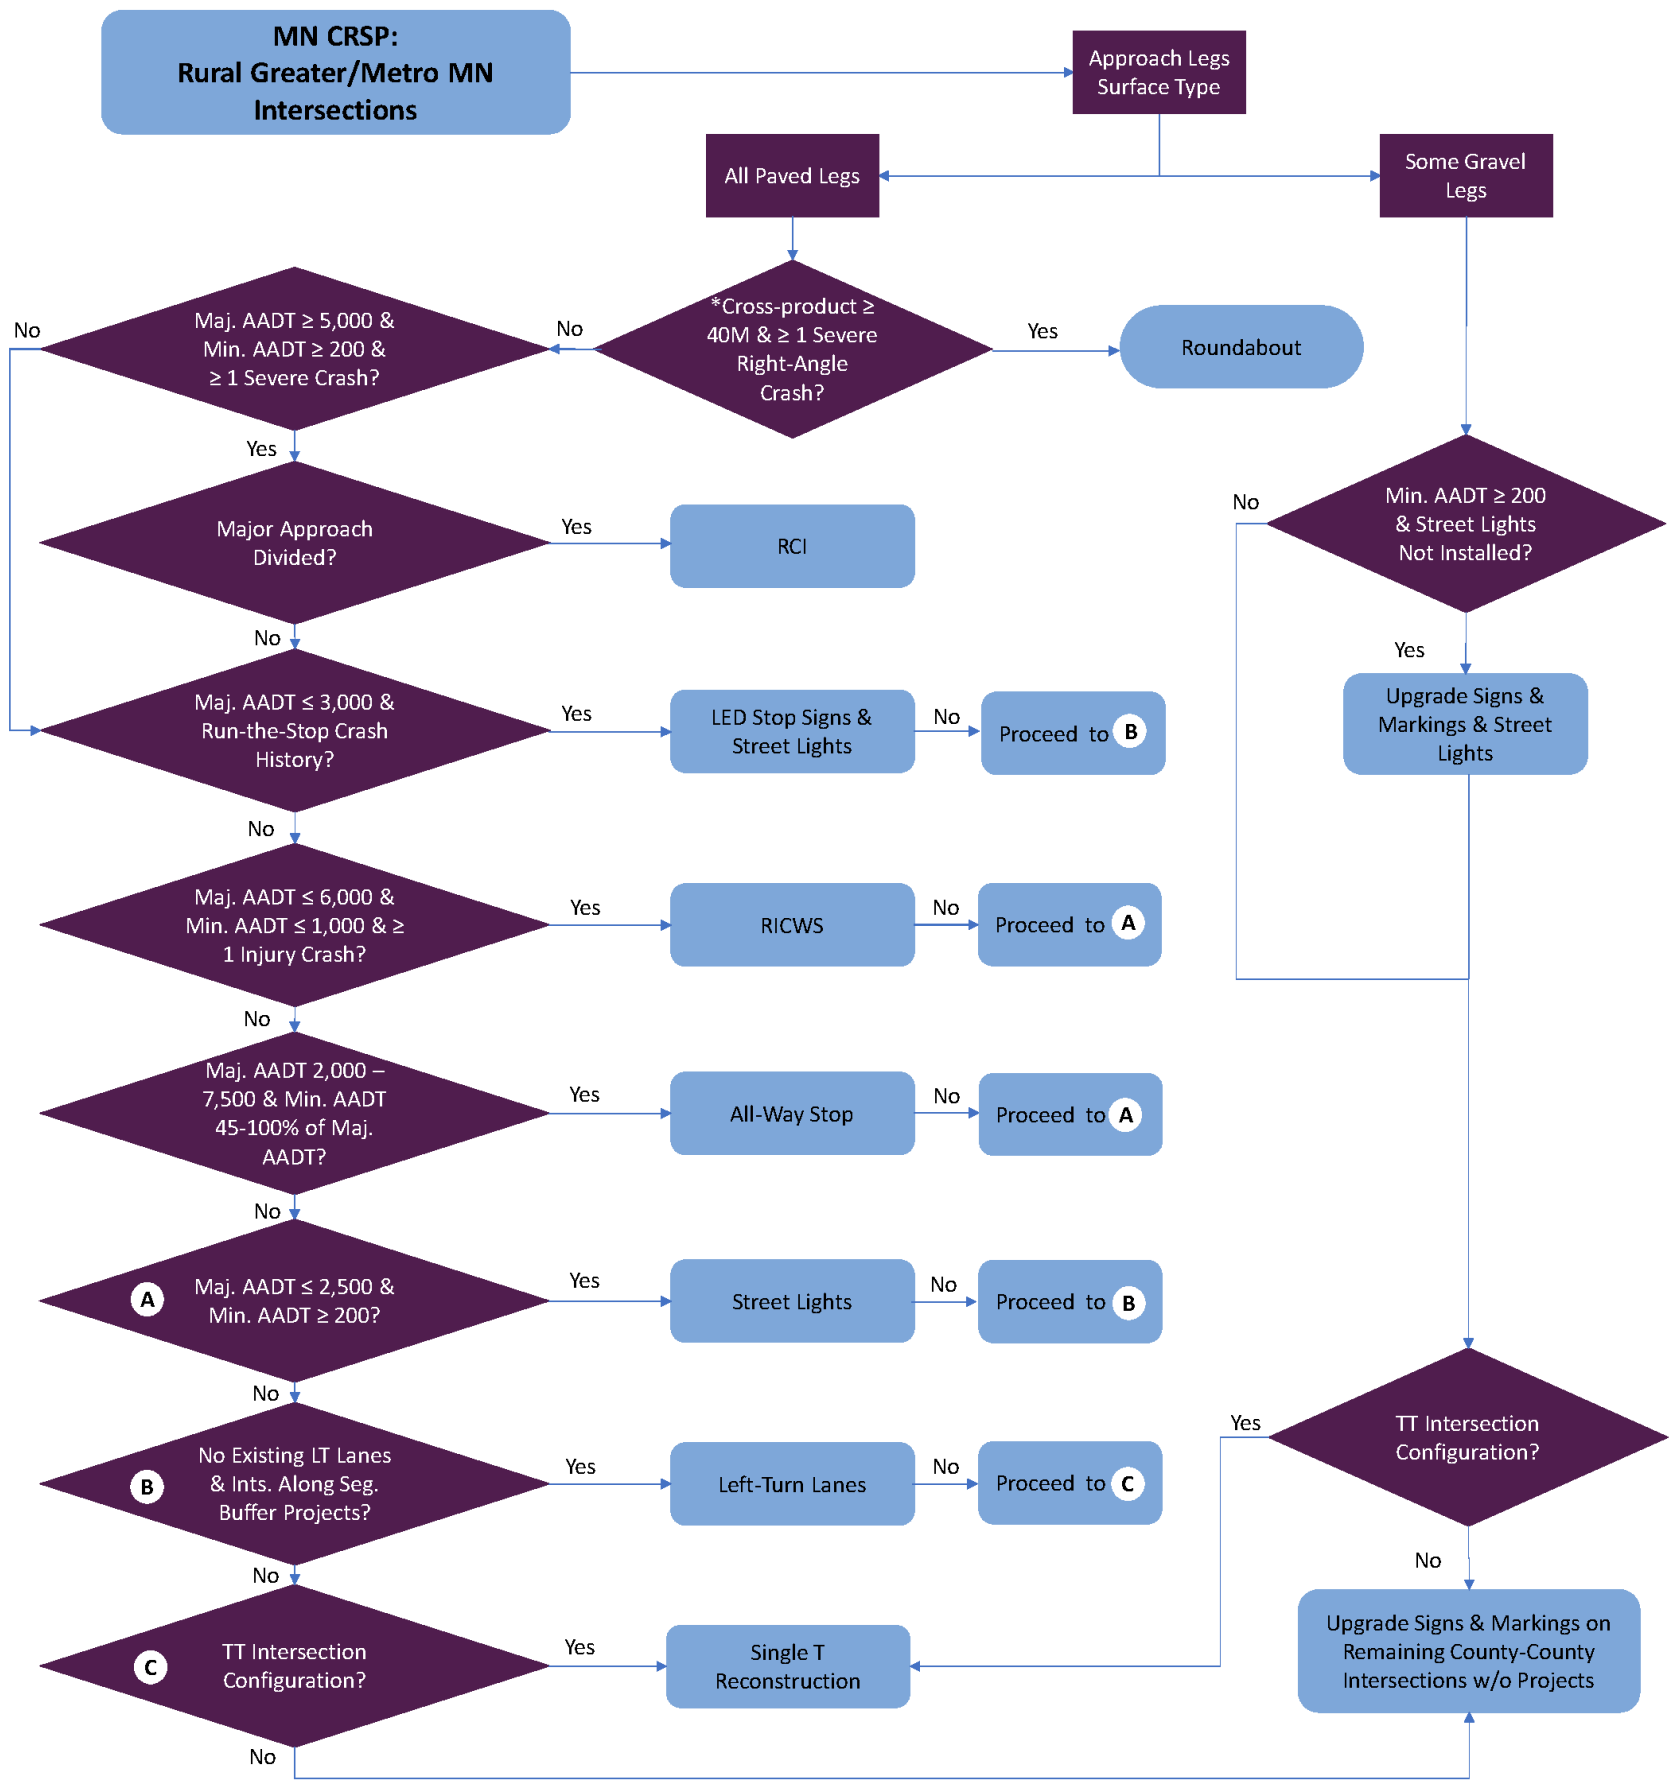 MN CRSP:
Rural Greater/Metro MN
Intersections
Approach Legs
Surface Type
All Paved Legs
Some Gravel
Legs
*Cross-product ≥
40M & ≥ 1 Severe
Right-Angle
Crash?
Yes
Roundabout
No
Maj. AADT ≥ 5,000 &
Min. AADT ≥ 200 &
≥ 1 Severe Crash?
No
Yes
Major Approach
Divided?
Yes
RCI
No
Maj. AADT ≤ 3,000 &
Run-the-Stop Crash
History?
Yes
LED Stop Signs &
Street Lights
No
Proceed to B
No
Maj. AADT ≤ 6,000 &
Min. AADT ≤ 1,000 & ≥
1 Injury Crash?
Yes
RICWS
No
Proceed to A
No
Maj. AADT 2,000 –
7,500 & Min. AADT
45-100% of Maj.
AADT?
Yes
All-Way Stop
No
Proceed to A
No
A
Maj. AADT ≤ 2,500 &
Min. AADT ≥ 200?
Yes
Street Lights
No
Proceed to B
No
B
No Existing LT Lanes
& Ints. Along Seg.
Buffer Projects?
Yes
Left-Turn Lanes
No
Proceed to C
No
C
TT Intersection
Configuration?
Yes
Single T
Reconstruction
No
Min. AADT ≥ 200
& Street Lights
Not Installed?
No
Yes
Upgrade Signs &
Markings & Street
Lights
TT Intersection
Configuration?
Yes
No
Upgrade Signs & Markings on
Remaining County-County
Intersections w/o Projects